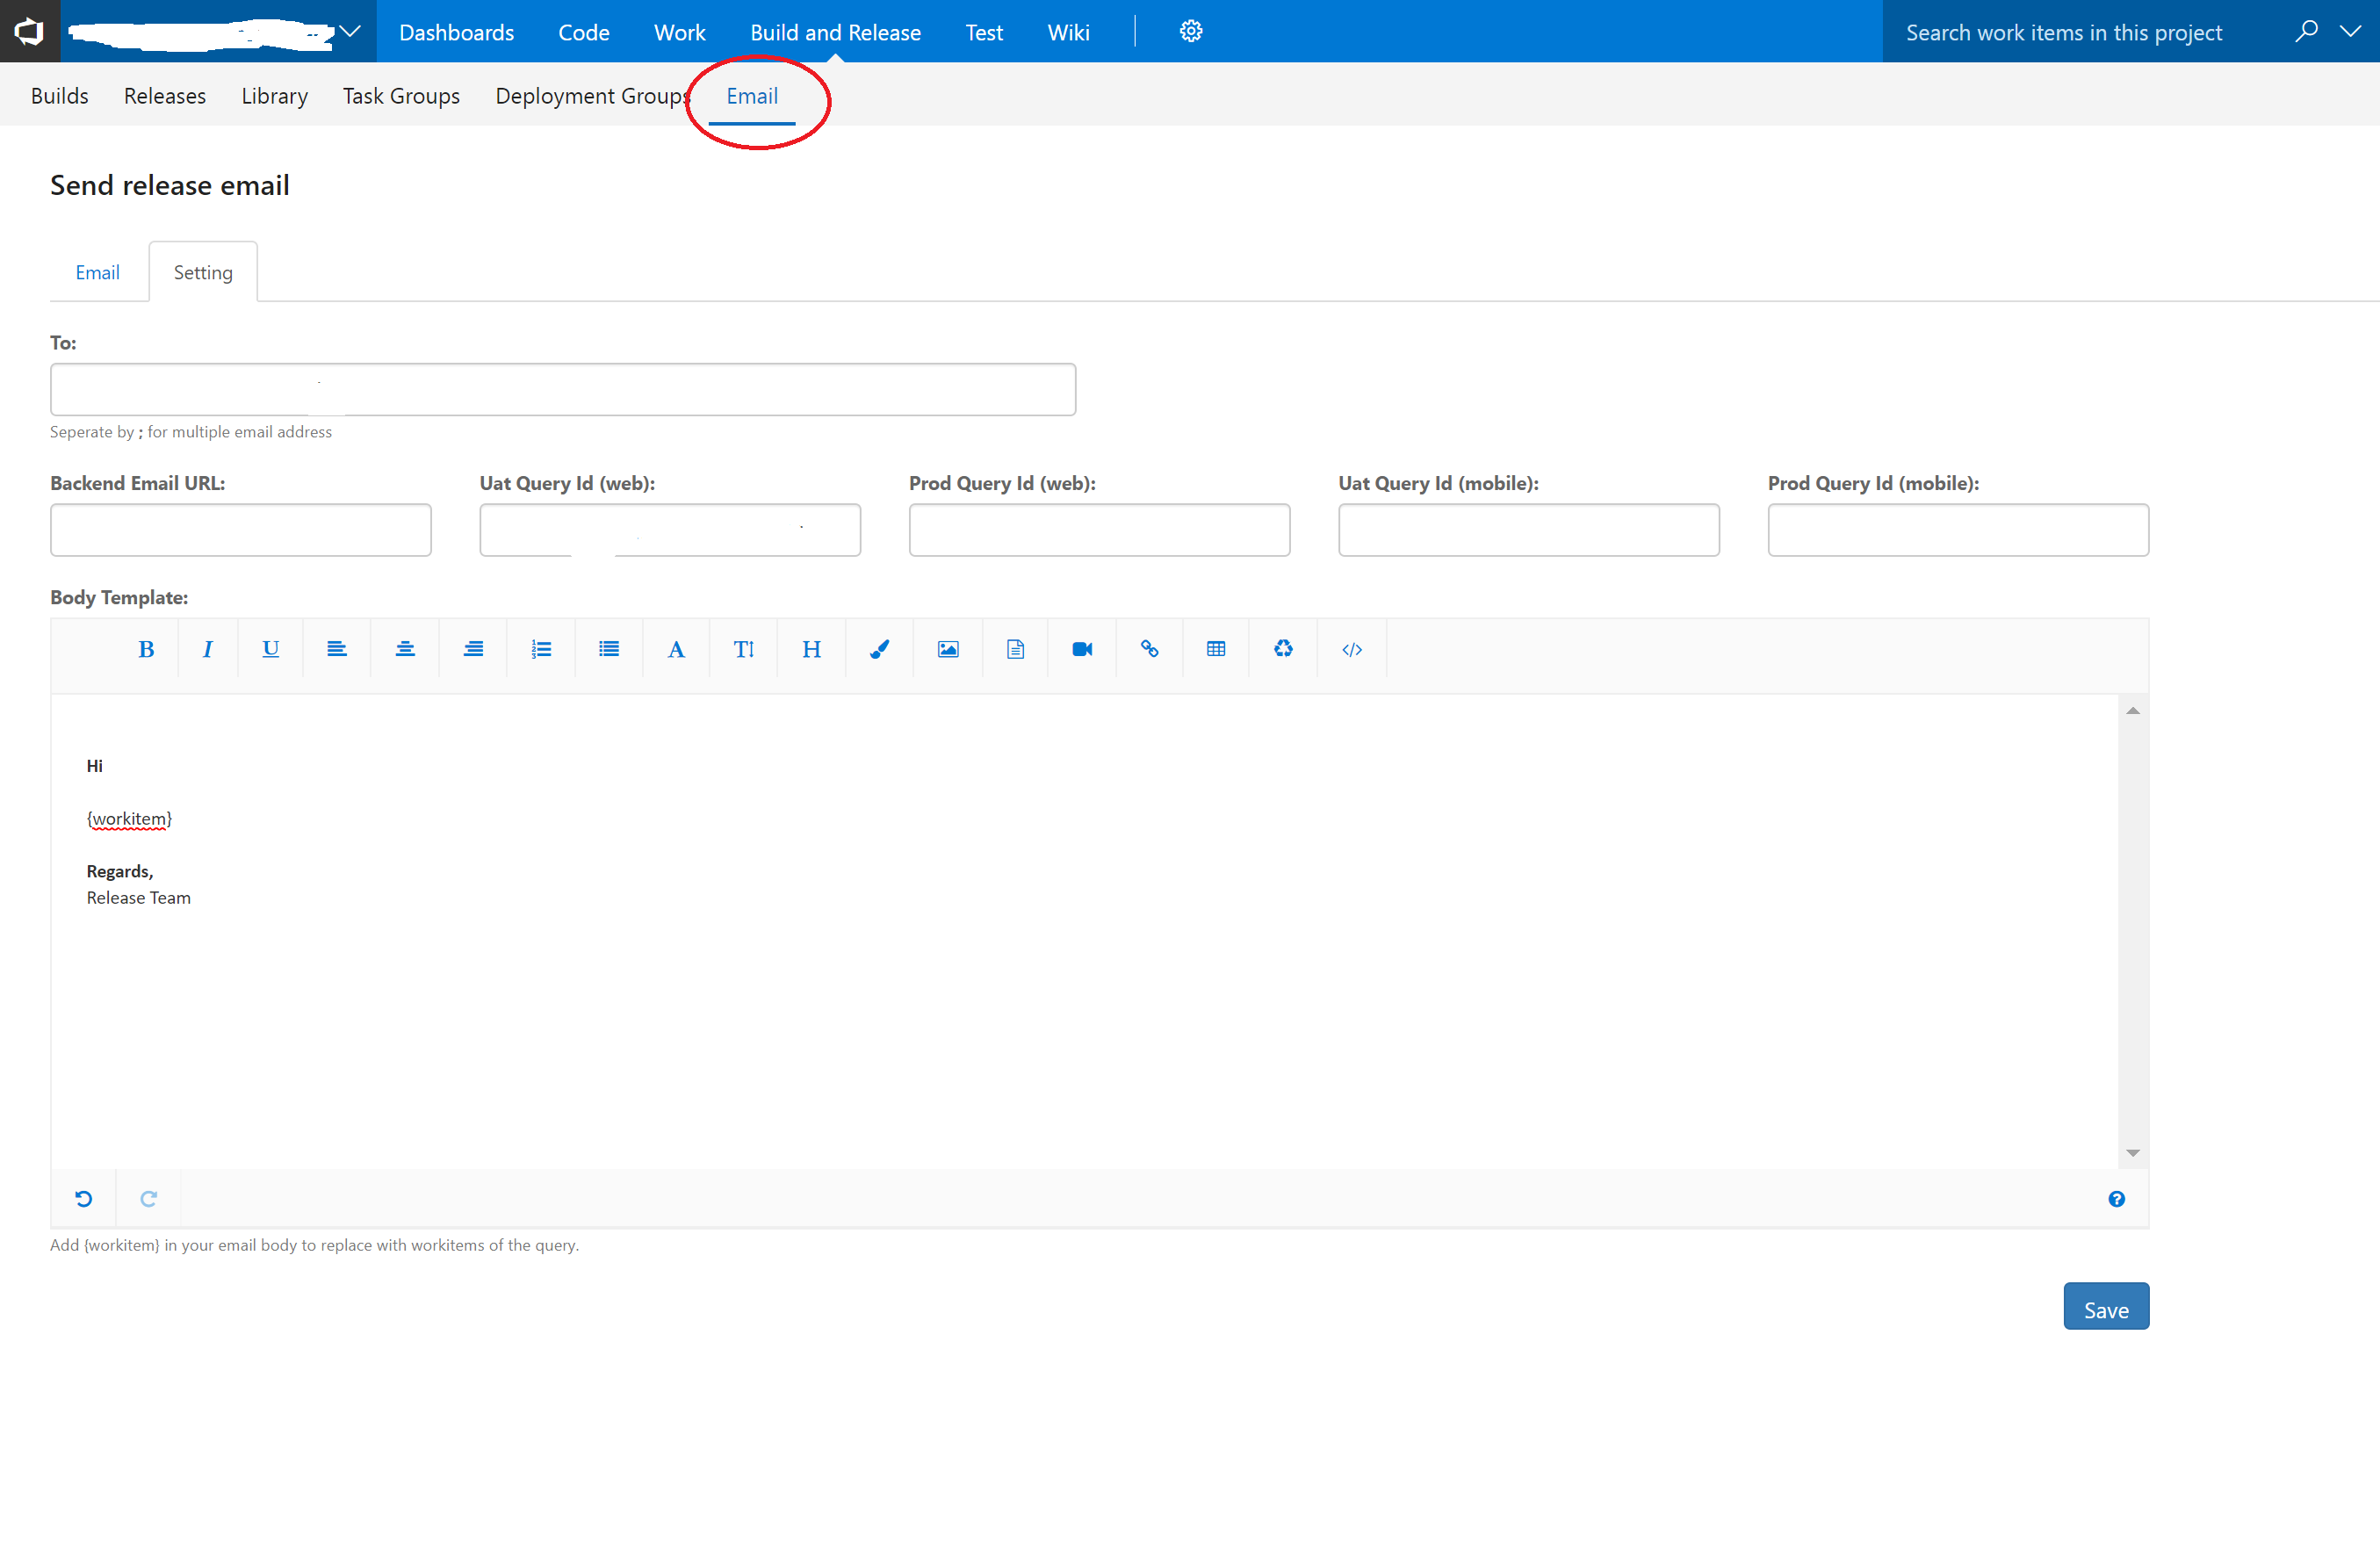 Dashboards Code Work Build and Release Test Wiki Search work items in this project
Builds Releases Library Task Groups Deployment Groups Email
Send release email
Email Setting
To:
Seperate by ; for multiple email address
Backend Email URL: Uat Query Id (web): Prod Query Id (web): Uat Query Id (mobile): Prod Query Id (mobile):
Body Template:
B I U A T H </>
Hi
{workitem}
Regards,
Release Team
Add {workitem} in your email body to replace with workitems of the query.
Save